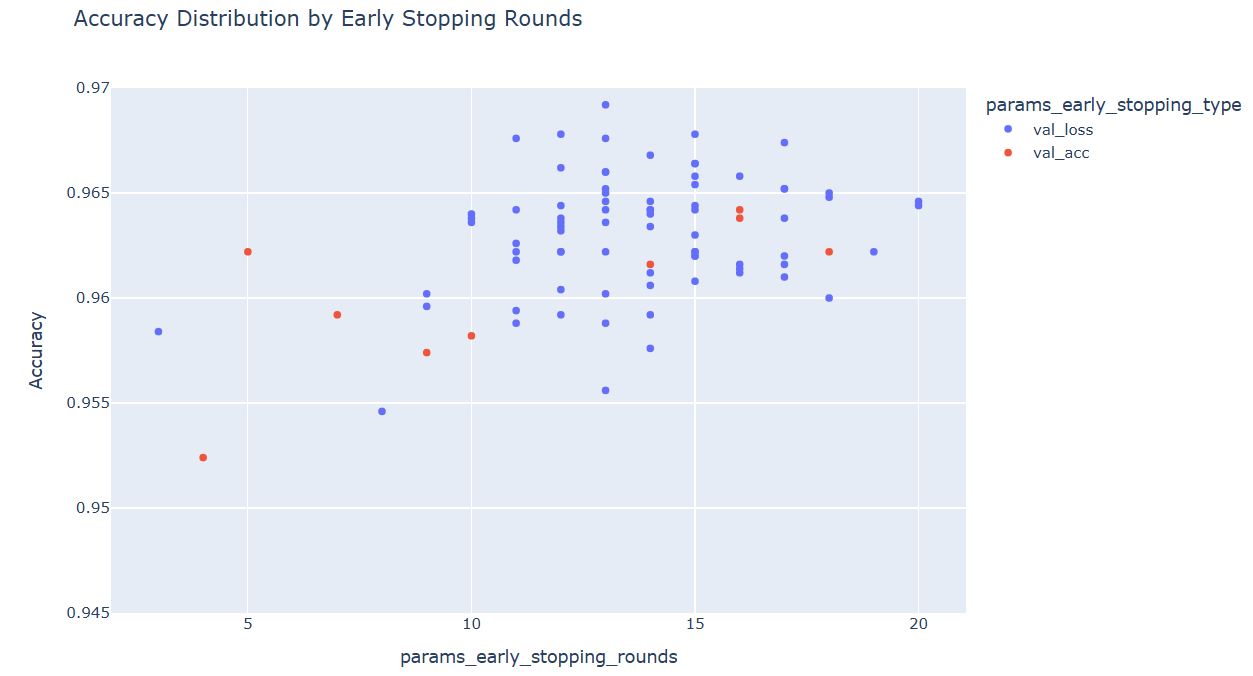 Accuracy Distribution by Early Stopping Rounds
0.97
0.965
0.96
0.955
0.95
0.945
Accuracy
5
10
15
20
params_early_stopping_rounds
params_early_stopping_type
val_loss
val_acc